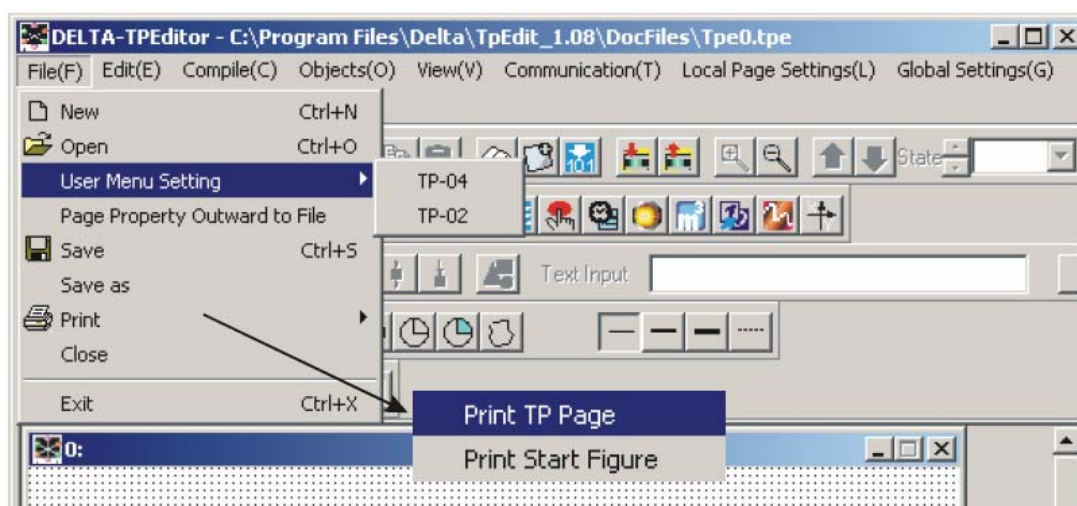 DELTA-TPEditor - C:\Program Files\Delta\TpEdit_1.08\DocFiles\Tpe0.tpe
File(F) Edit(E) Compile(C) Objects(O) View(V) Communication(T) Local Page Settings(L) Global Settings(G)
New Ctrl+N
Open Ctrl+O
User Menu Setting
Page Property Outward to File
Save Ctrl+S
Save as
Print
Close
Exit Ctrl+X
TP-04
TP-02
101
State
m³
Text Input
Print TP Page
Print Start Figure
0: